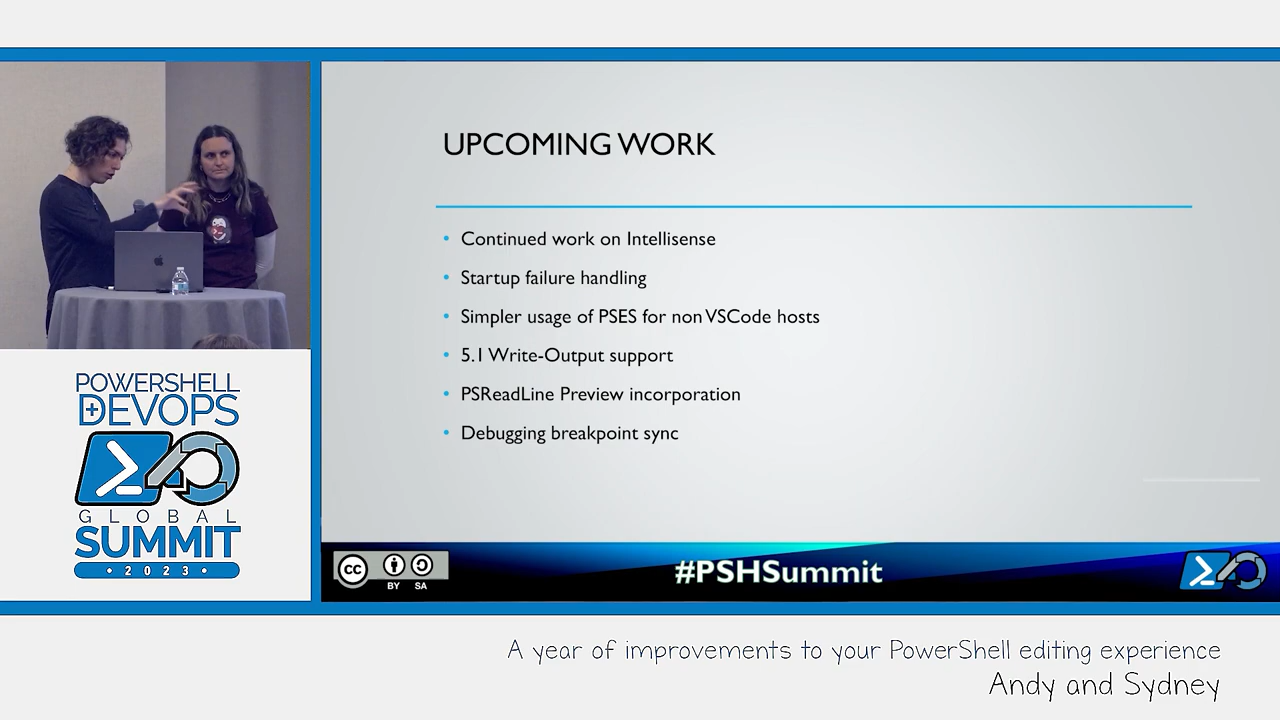 UPCOMING WORK
• Continued work on Intellisense
• Startup failure handling
• Simpler usage of PSES for non VSCode hosts
• 5.1 Write-Output support
• PSReadLine Preview incorporation
• Debugging breakpoint sync
POWERSHELL
+DEVOPS
GLOBAL
SUMMIT
• 2023 •
cc
BY SA
#PSHSummit
A year of improvements to your PowerShell editing experience
Andy and Sydney